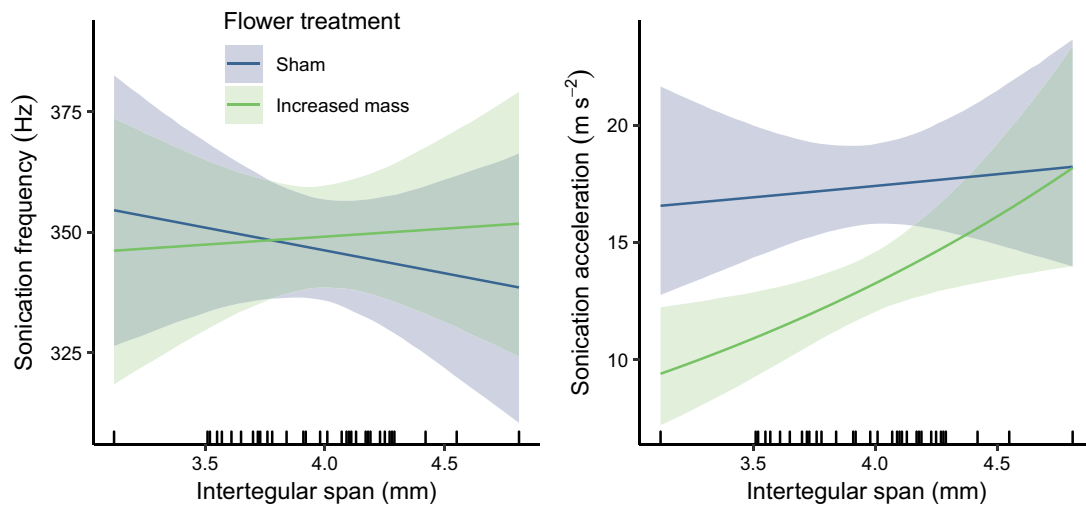 Flower treatment
Sham
Increased mass
Sonication frequency (Hz)
375
350
325
3.5 4.0 4.5
Intertegular span (mm)
Sonication acceleration (m s⁻²)
20
15
10
3.5 4.0 4.5
Intertegular span (mm)